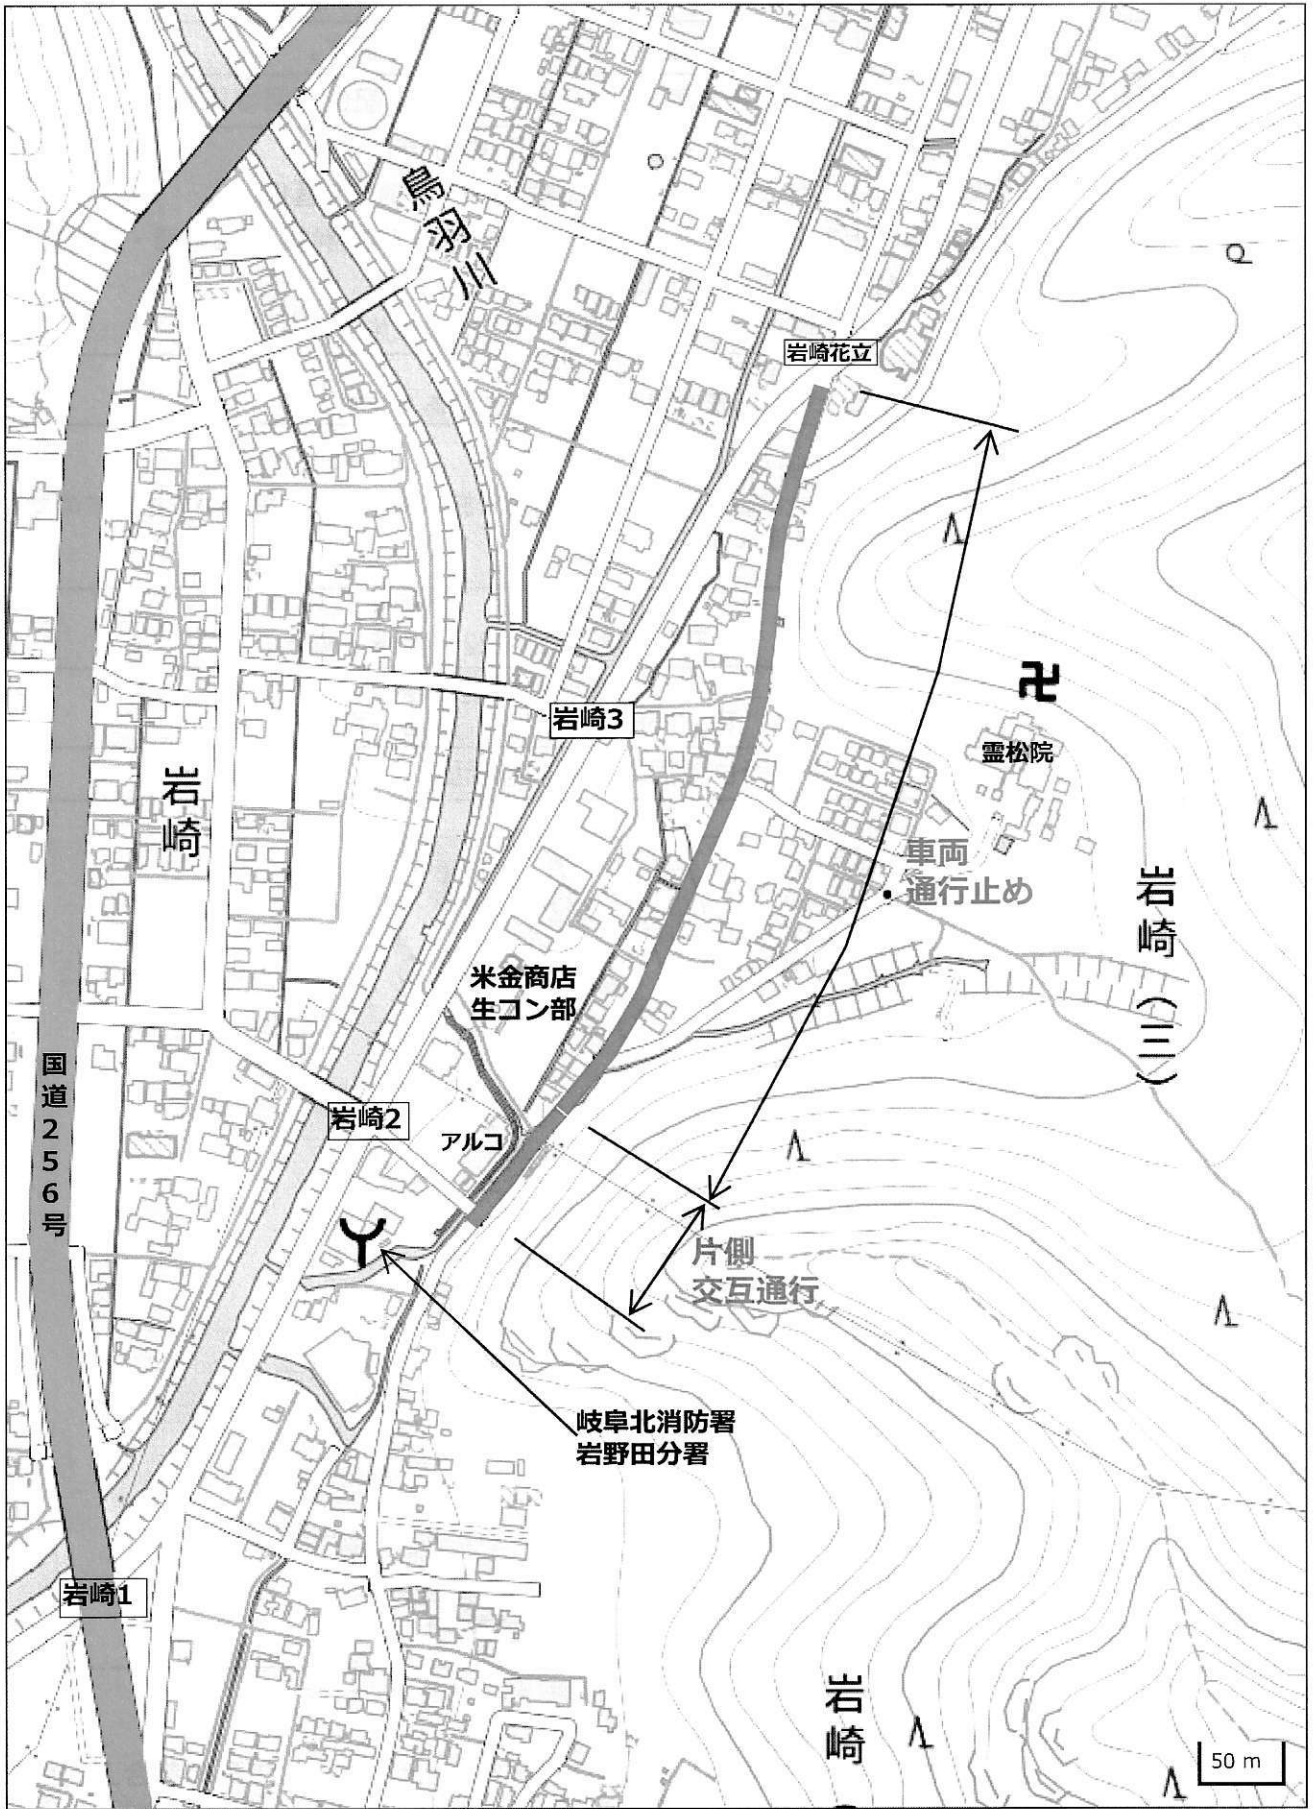 鳥羽川
岩崎花立
岩崎3
霊松院
岩崎
車両
通行止め
岩崎(三)
米金商店
生コン部
国道256号
岩崎2
アルコ
片側
交互通行
岐阜北消防署
岩野田分署
岩崎1
岩崎
50 m